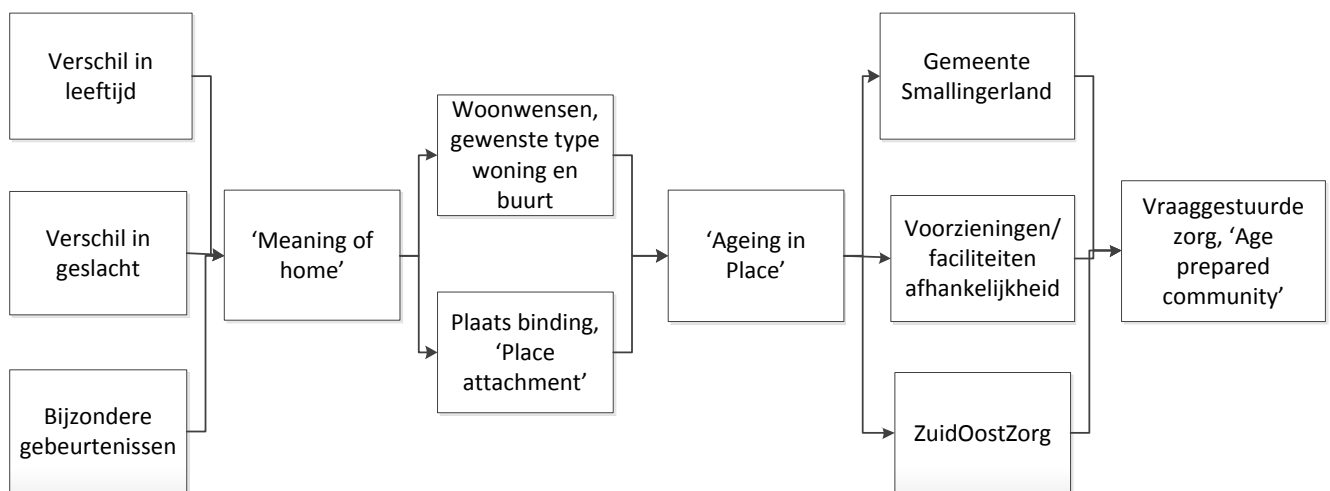 Verschil in
leeftijd
Verschil in
geslacht
Bijzondere
gebeurtenissen
‘Meaning of
home’
Woonwensen,
gewenste type
woning en
buurt
Plaats binding,
‘Place
attachment’
‘Ageing in
Place’
Gemeente
Smallingerland
Voorzieningen/
faciliteiten
afhankelijkheid
ZuidOostZorg
Vraaggestuurde
zorg, ‘Age
prepared
community’